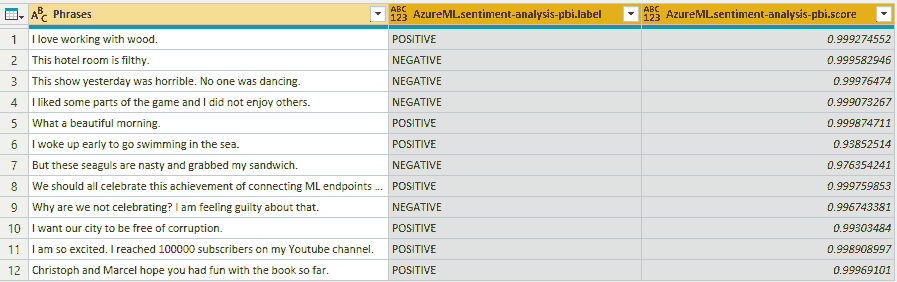 ABC Phrases ABC 123 AzureML.sentiment-analysis-pbi.label ABC 123 AzureML.sentiment-analysis-pbi.score
1 I love working with wood. POSITIVE 0.999274552
2 This hotel room is filthy. NEGATIVE 0.999582946
3 This show yesterday was horrible. No one was dancing. NEGATIVE 0.99976474
4 I liked some parts of the game and I did not enjoy others. NEGATIVE 0.999073267
5 What a beautiful morning. POSITIVE 0.999874711
6 I woke up early to go swimming in the sea. POSITIVE 0.93852514
7 But these seaguls are nasty and grabbed my sandwich. NEGATIVE 0.976354241
8 We should all celebrate this achievement of connecting ML endpoints ... POSITIVE 0.999759853
9 Why are we not celebrating? I am feeling guilty about that. NEGATIVE 0.996743381
10 I want our city to be free of corruption. POSITIVE 0.99303484
11 I am so excited. I reached 100000 subscribers on my Youtube channel. POSITIVE 0.998908997
12 Christoph and Marcel hope you had fun with the book so far. POSITIVE 0.99969101